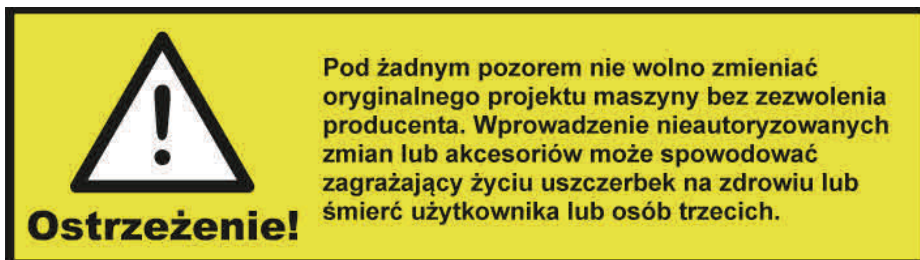 Pod żadnym pozorem nie wolno zmieniać
oryginalnego projektu maszyny bez zezwolenia
producenta. Wprowadzenie nieautoryzowanych
zmian lub akcesoriów może spowodować
zagrażający życiu uszczerbek na zdrowiu lub
śmierć użytkownika lub osób trzecich.
Ostrzeżenie!